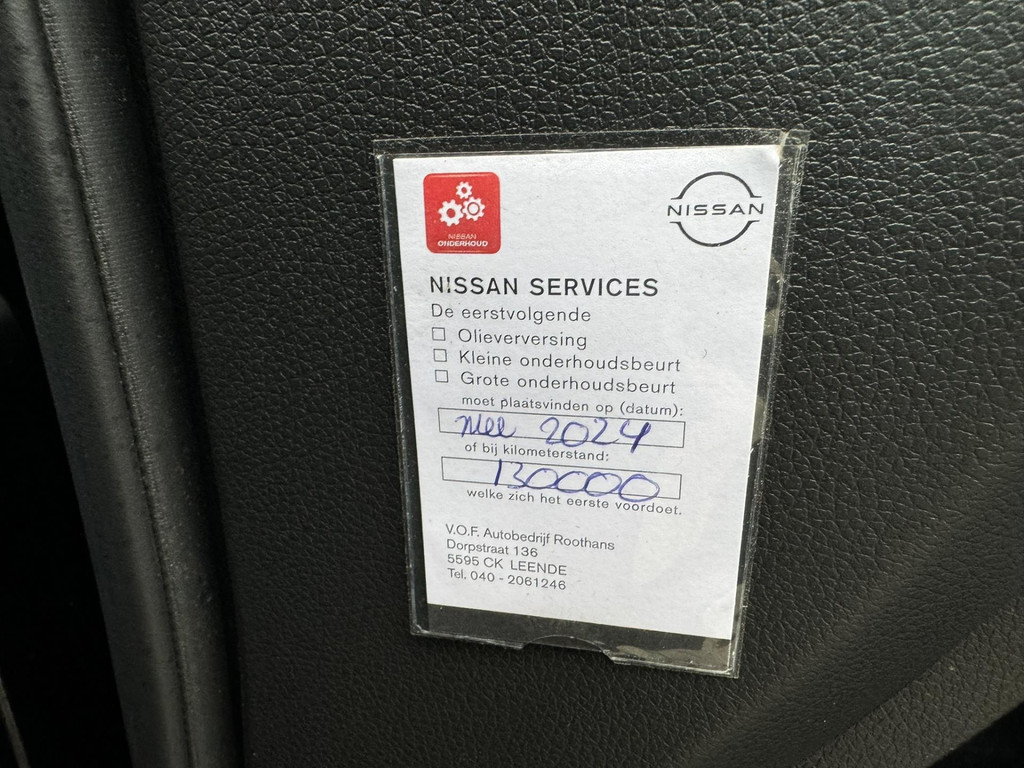 NISSAN
ONDERHOUD
NISSAN
NISSAN SERVICES
De eerstvolgende
Olieverversing
Kleine onderhoudsbeurt
Grote onderhoudsbeurt
moet plaatsvinden op (datum):
Mei 2024
of bij kilometerstand:
130000
welke zich het eerste voordoet.
V.O.F. Autobedrijf Roothans
Dorpstraat 136
5595 CK LEENDE
Tel. 040 - 2061246